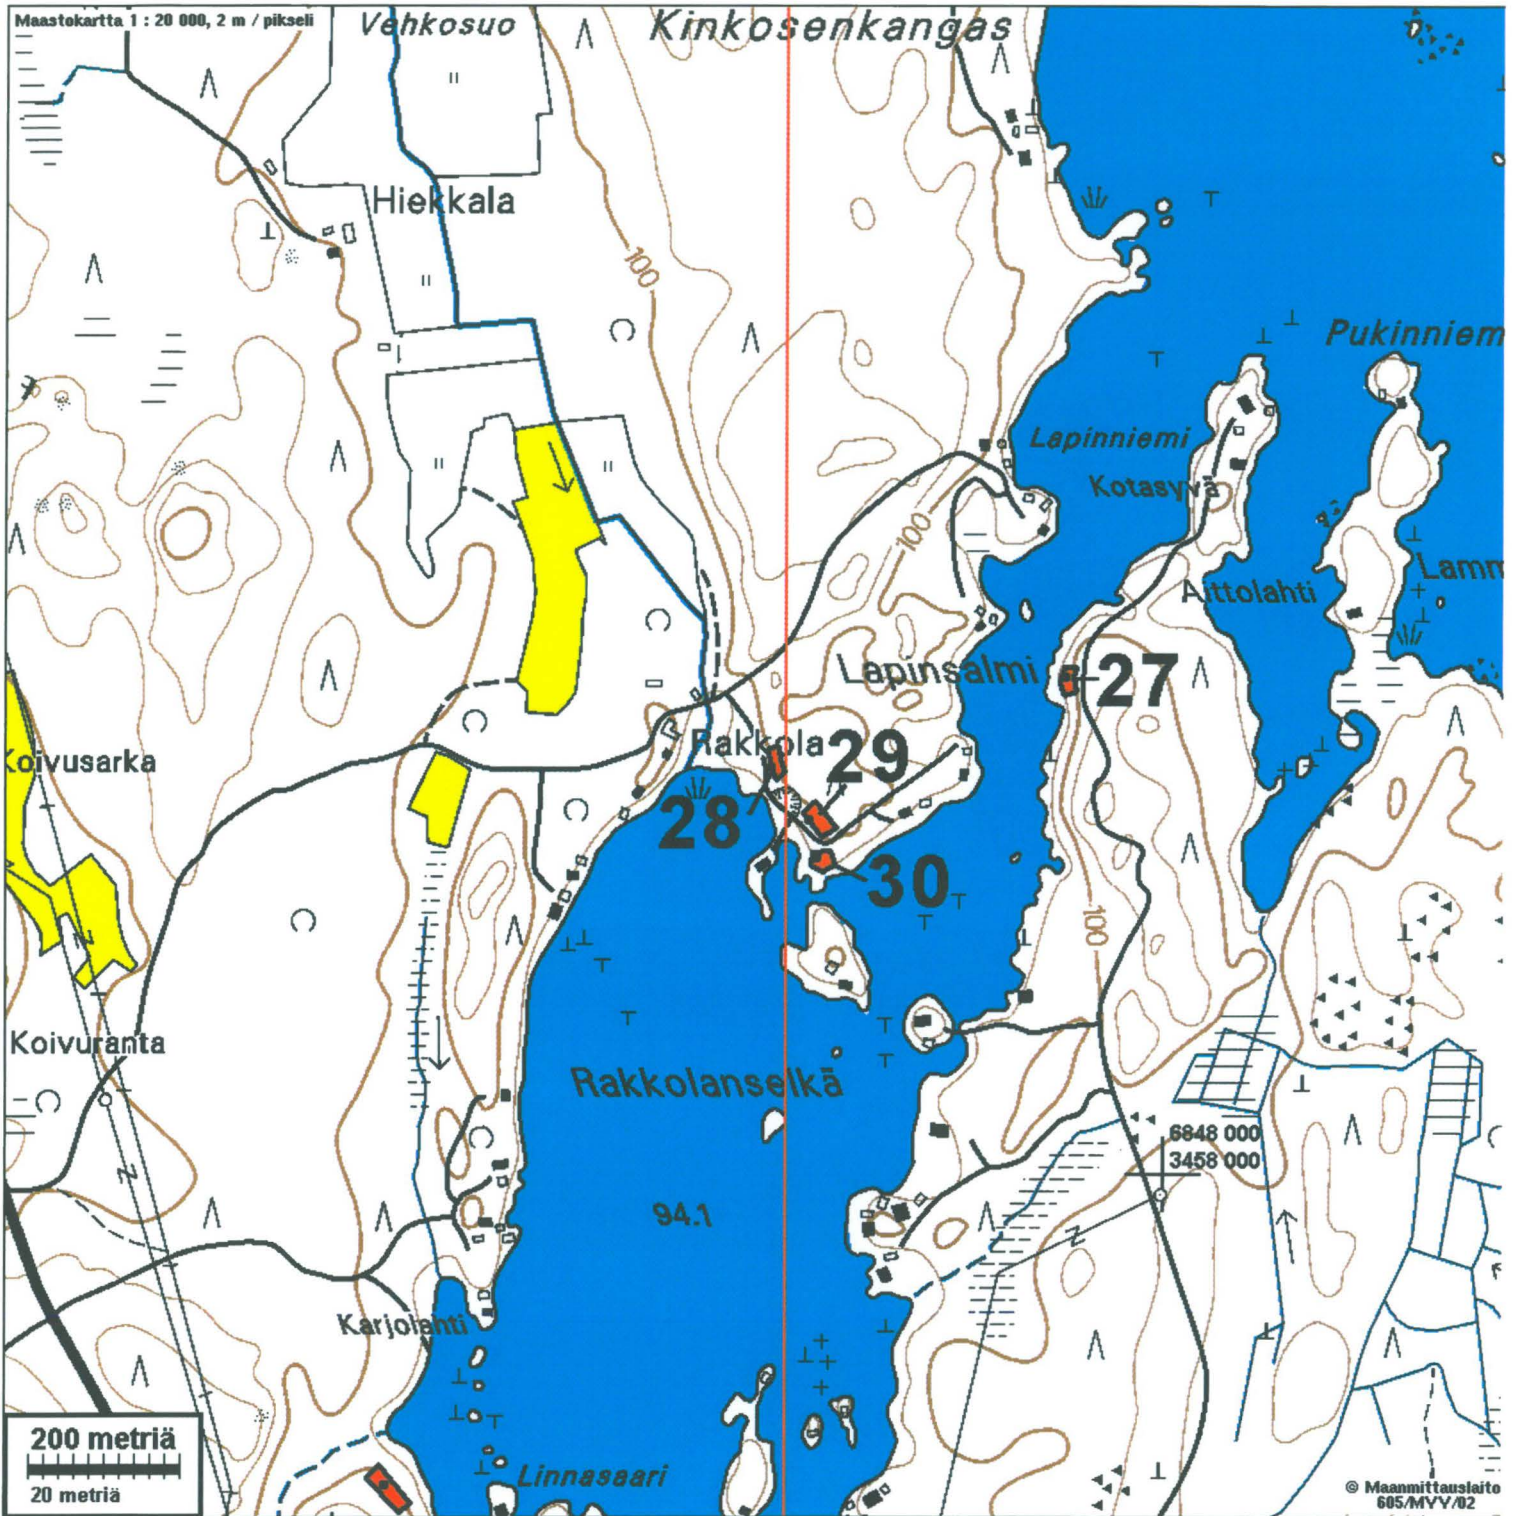 Maastokartta 1 : 20 000, 2 m / pikseli
Vehkosuo
Kinkosenkangas
Hiekkala
100
Pukinniem
Lapinniemi
Kotasyvä
100
Aittolahti
Lamm
Lapinsalmi
27
Rakkola
29
Koivusarka
28
30
100
Koivuranta
Rakkolanselkä
6848 000
3458 000
94.1
Karjolahti
200 metriä
20 metriä
Linnasaari
© Maanmittauslaito
605/MYY/02